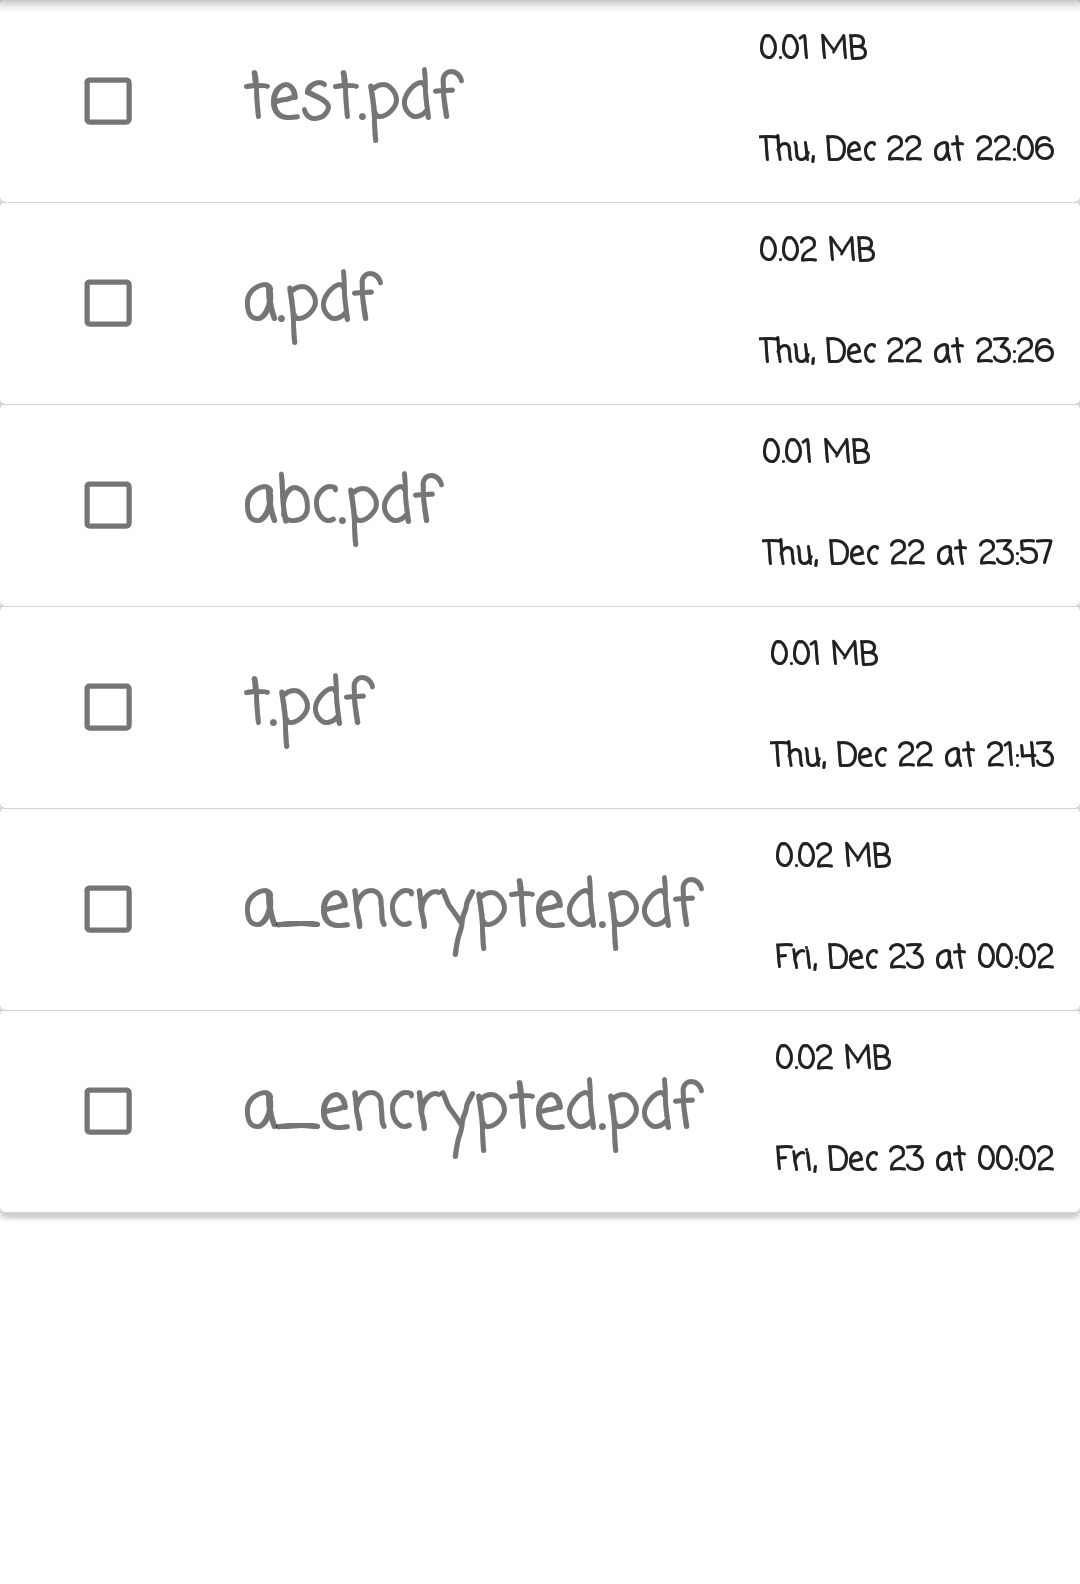 test.pdf
0.01 MB
Thu, Dec 22 at 22:06
a.pdf
0.02 MB
Thu, Dec 22 at 23:26
abc.pdf
0.01 MB
Thu, Dec 22 at 23:57
t.pdf
0.01 MB
Thu, Dec 22 at 21:43
a_encrypted.pdf
0.02 MB
Fri, Dec 23 at 00:02
a_encrypted.pdf
0.02 MB
Fri, Dec 23 at 00:02